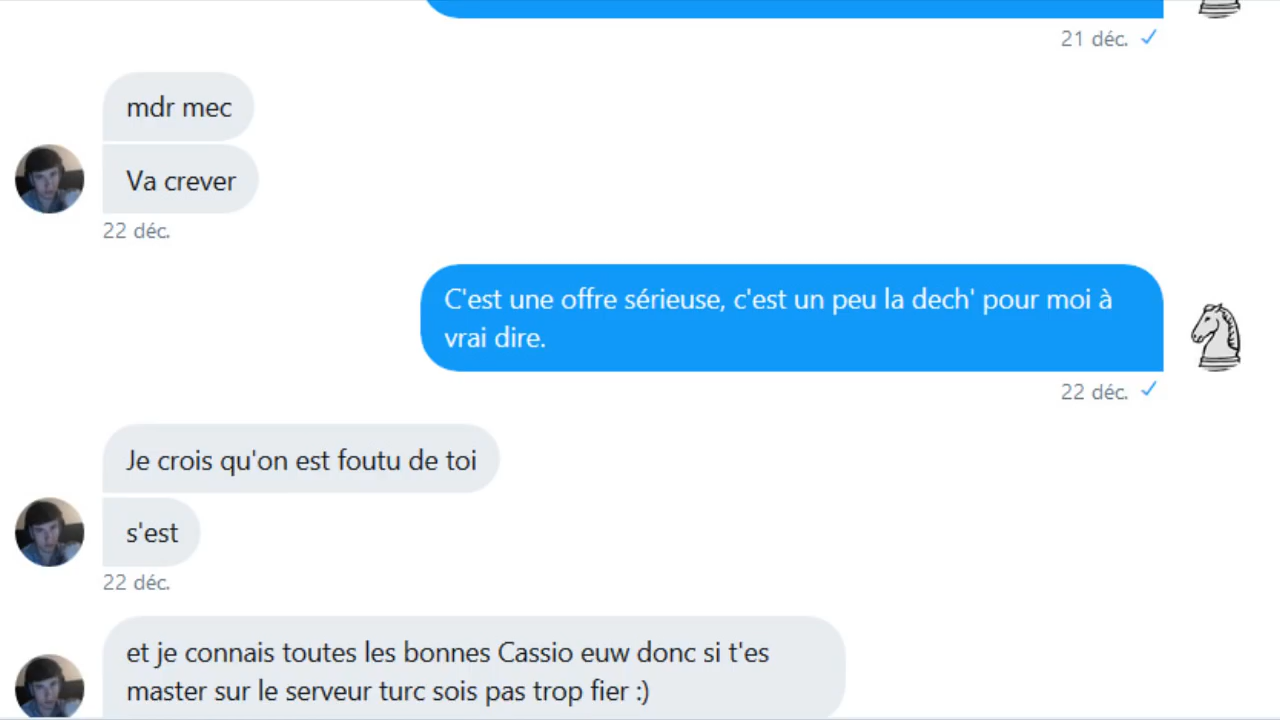 21 déc.
mdr mec
Va crever
22 déc.
C'est une offre sérieuse, c'est un peu la dech' pour moi à
vrai dire.
22 déc.
Je crois qu'on est foutu de toi
s'est
22 déc.
et je connais toutes les bonnes Cassio euw donc si t'es
master sur le serveur turc sois pas trop fier :)